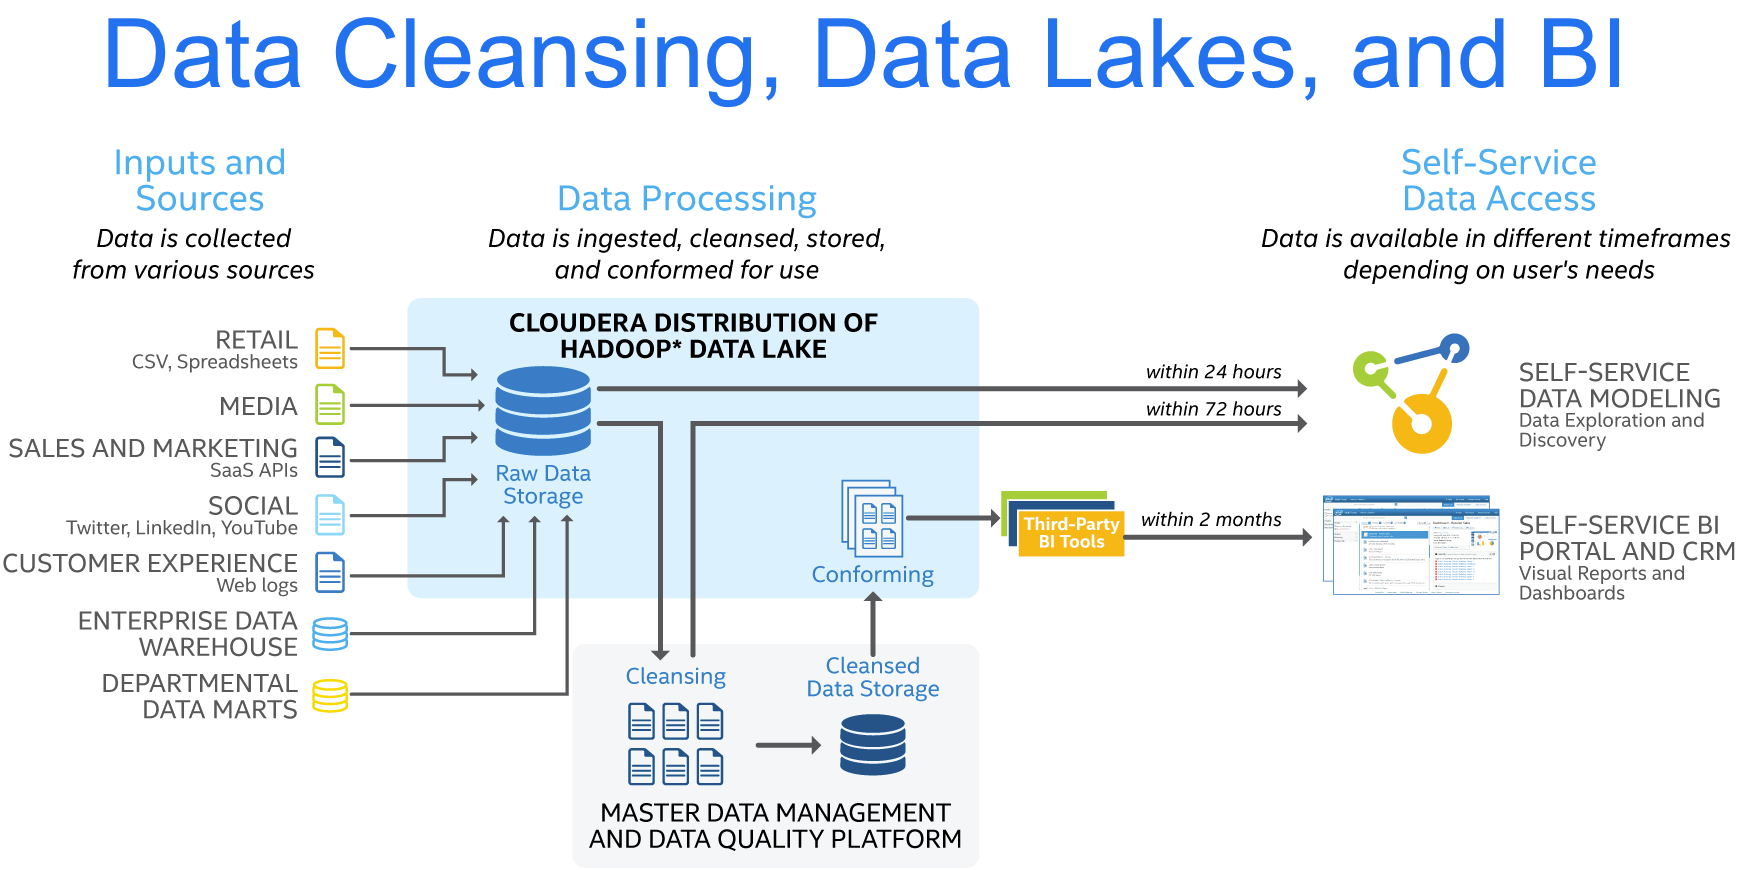 Data Cleansing, Data Lakes, and BI
Inputs and
Sources
Data is collected
from various sources
Data Processing
Data is ingested, cleansed, stored,
and conformed for use
Self-Service
Data Access
Data is available in different timeframes
depending on user's needs
RETAIL
CSV, Spreadsheets
MEDIA
SALES AND MARKETING
SaaS APIs
SOCIAL
Twitter, LinkedIn, YouTube
CUSTOMER EXPERIENCE
Web logs
ENTERPRISE DATA
WAREHOUSE
DEPARTMENTAL
DATA MARTS
CLOUDERA DISTRIBUTION OF
HADOOP* DATA LAKE
Raw Data
Storage
Conforming
Cleansing
Cleansed
Data Storage
MASTER DATA MANAGEMENT
AND DATA QUALITY PLATFORM
Third-Party
BI Tools
within 24 hours
within 72 hours
within 2 months
SELF-SERVICE
DATA MODELING
Data Exploration and
Discovery
SELF-SERVICE BI
PORTAL AND CRM
Visual Reports and
Dashboards